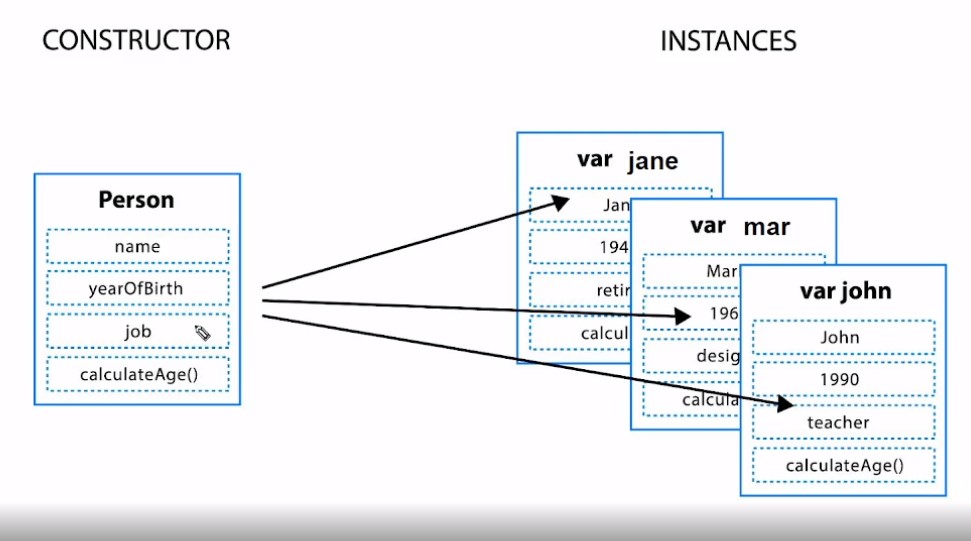 CONSTRUCTOR
INSTANCES
Person
name
yearOfBirth
job
calculateAge()
var jane
Jan
194
retir
calcul
var mar
Mar
196
desig
calcula
var john
John
1990
teacher
calculateAge()